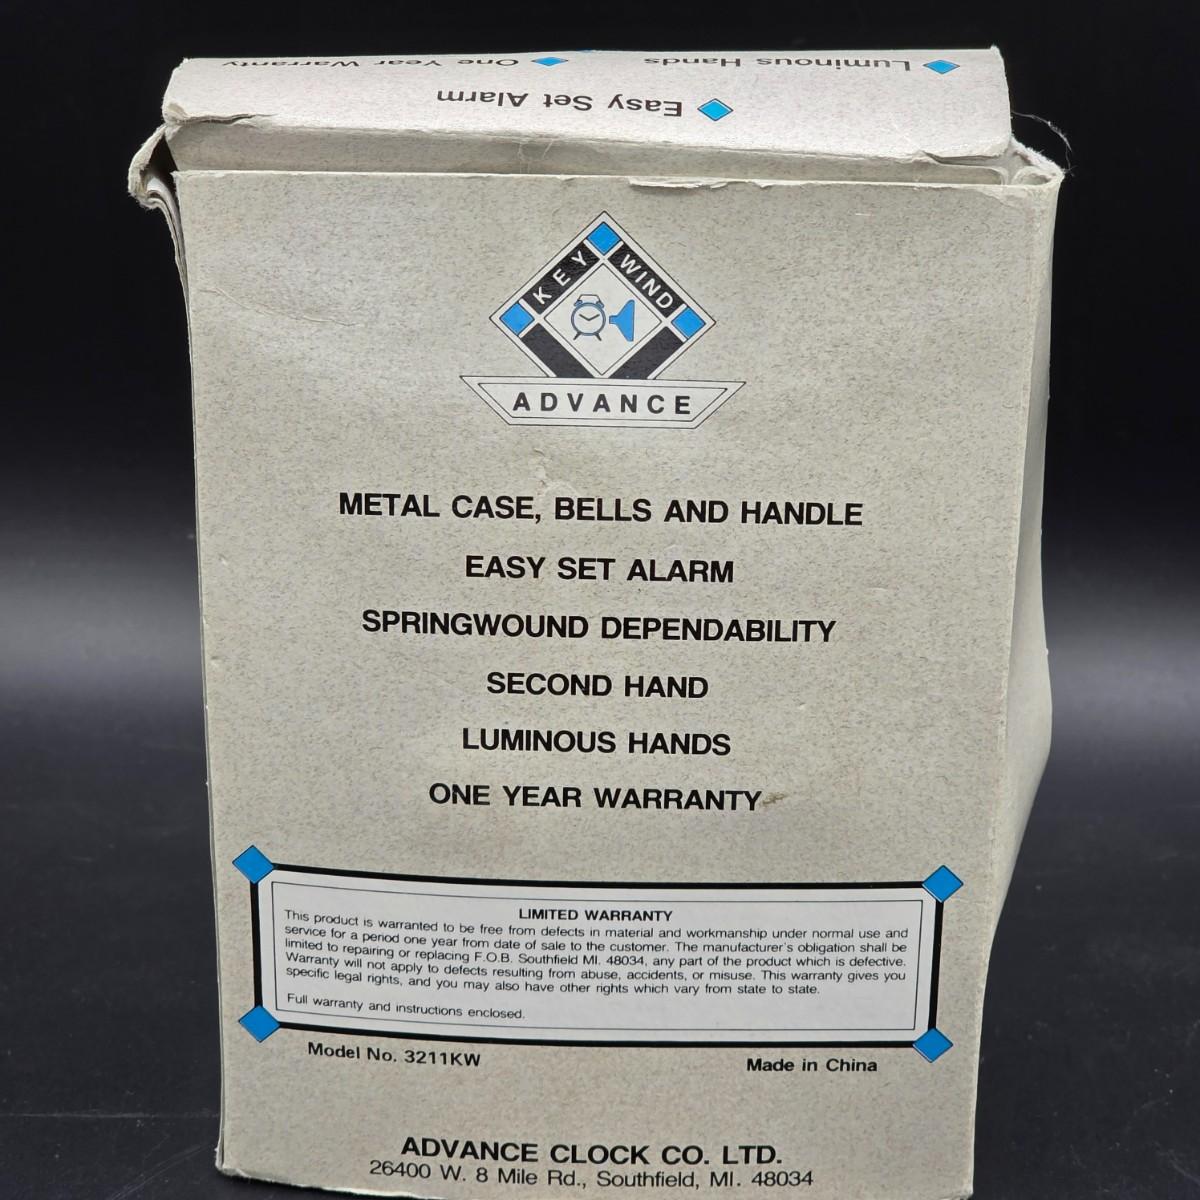 Luminous Hands
One Year Warranty
Easy Set Alarm
KEY WIND
ADVANCE
METAL CASE, BELLS AND HANDLE
EASY SET ALARM
SPRINGWOUND DEPENDABILITY
SECOND HAND
LUMINOUS HANDS
ONE YEAR WARRANTY
LIMITED WARRANTY
This product is warranted to be free from defects in material and workmanship under normal use and
service for a period one year from date of sale to the customer. The manufacturer's obligation shall be
limited to repairing or replacing F.O.B. Southfield MI. 48034, any part of the product which is defective.
Warranty will not apply to defects resulting from abuse, accidents, or misuse. This warranty gives you
specific legal rights, and you may also have other rights which vary from state to state.
Full warranty and instructions enclosed.
Model No. 3211KW
Made in China
ADVANCE CLOCK CO. LTD.
26400 W. 8 Mile Rd., Southfield, MI. 48034